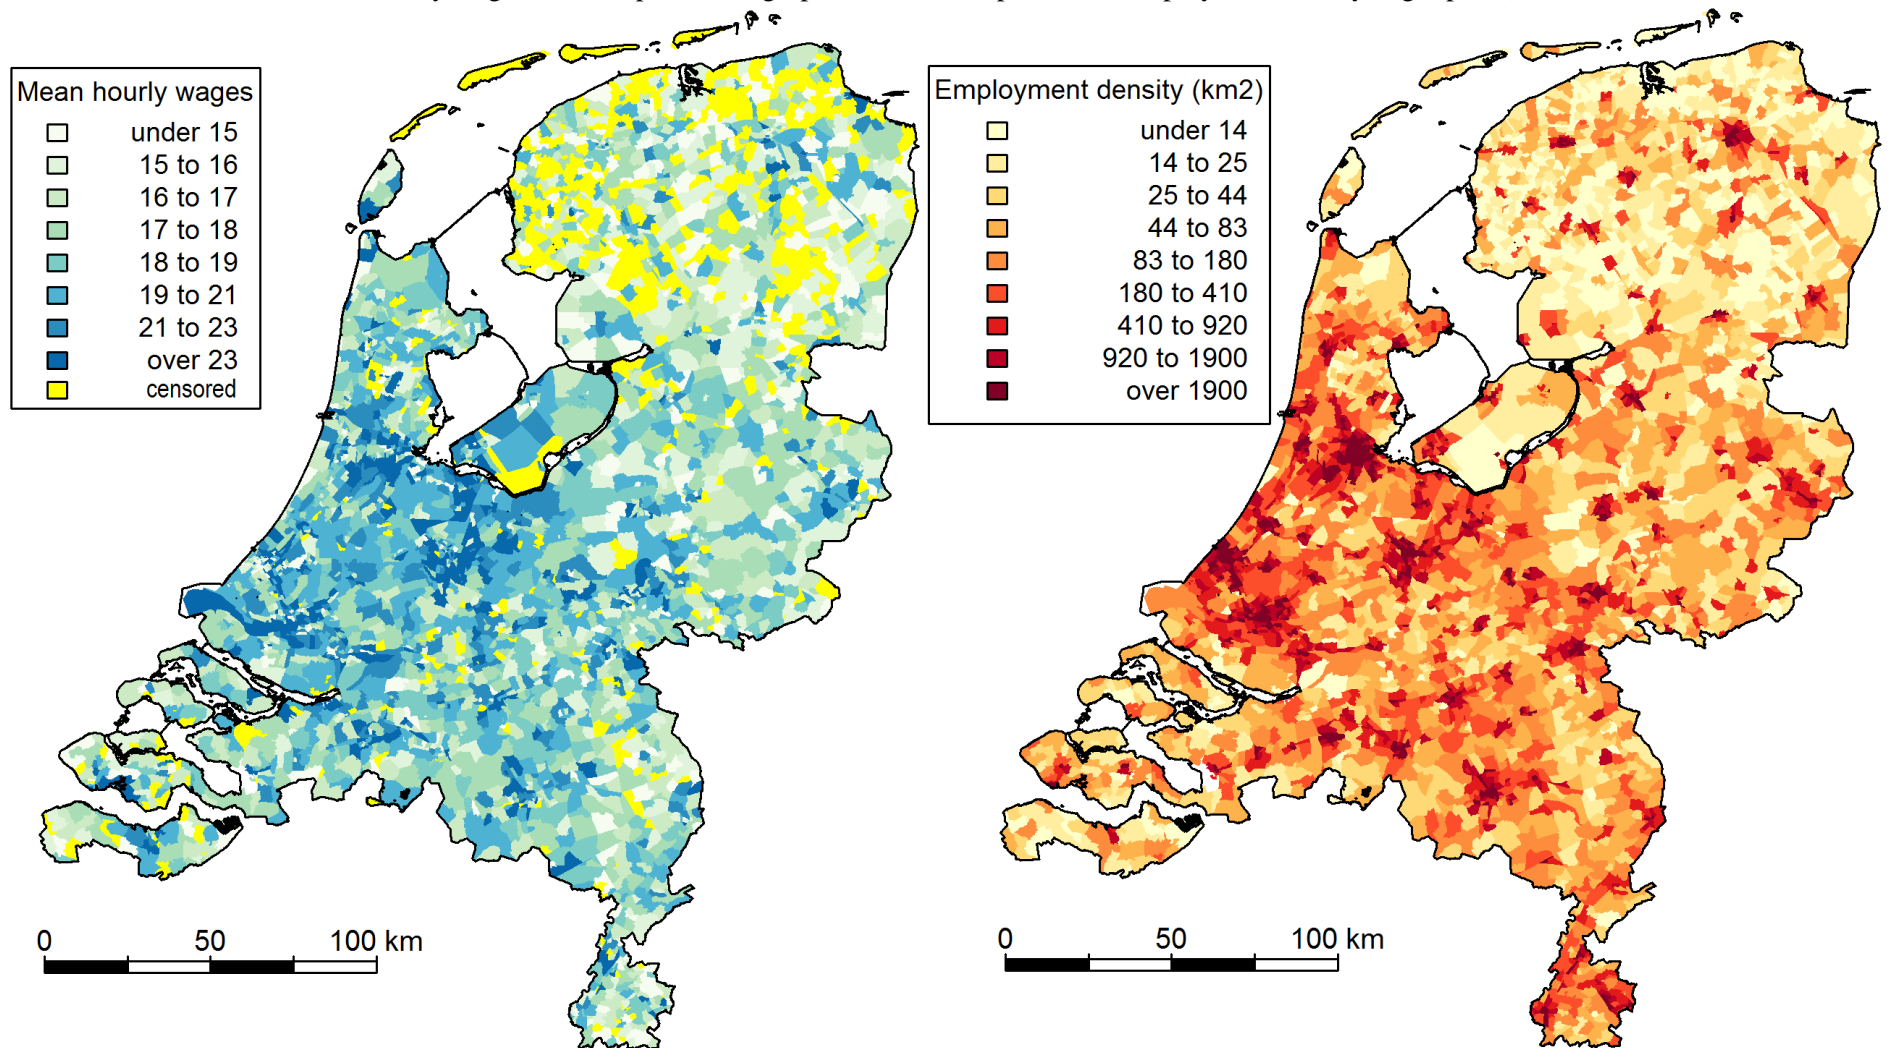 Mean hourly wages
under 15
15 to 16
16 to 17
17 to 18
18 to 19
19 to 21
21 to 23
over 23
censored
0 50 100 km
Employment density (km2)
under 14
14 to 25
25 to 44
44 to 83
83 to 180
180 to 410
410 to 920
920 to 1900
over 1900
0 50 100 km